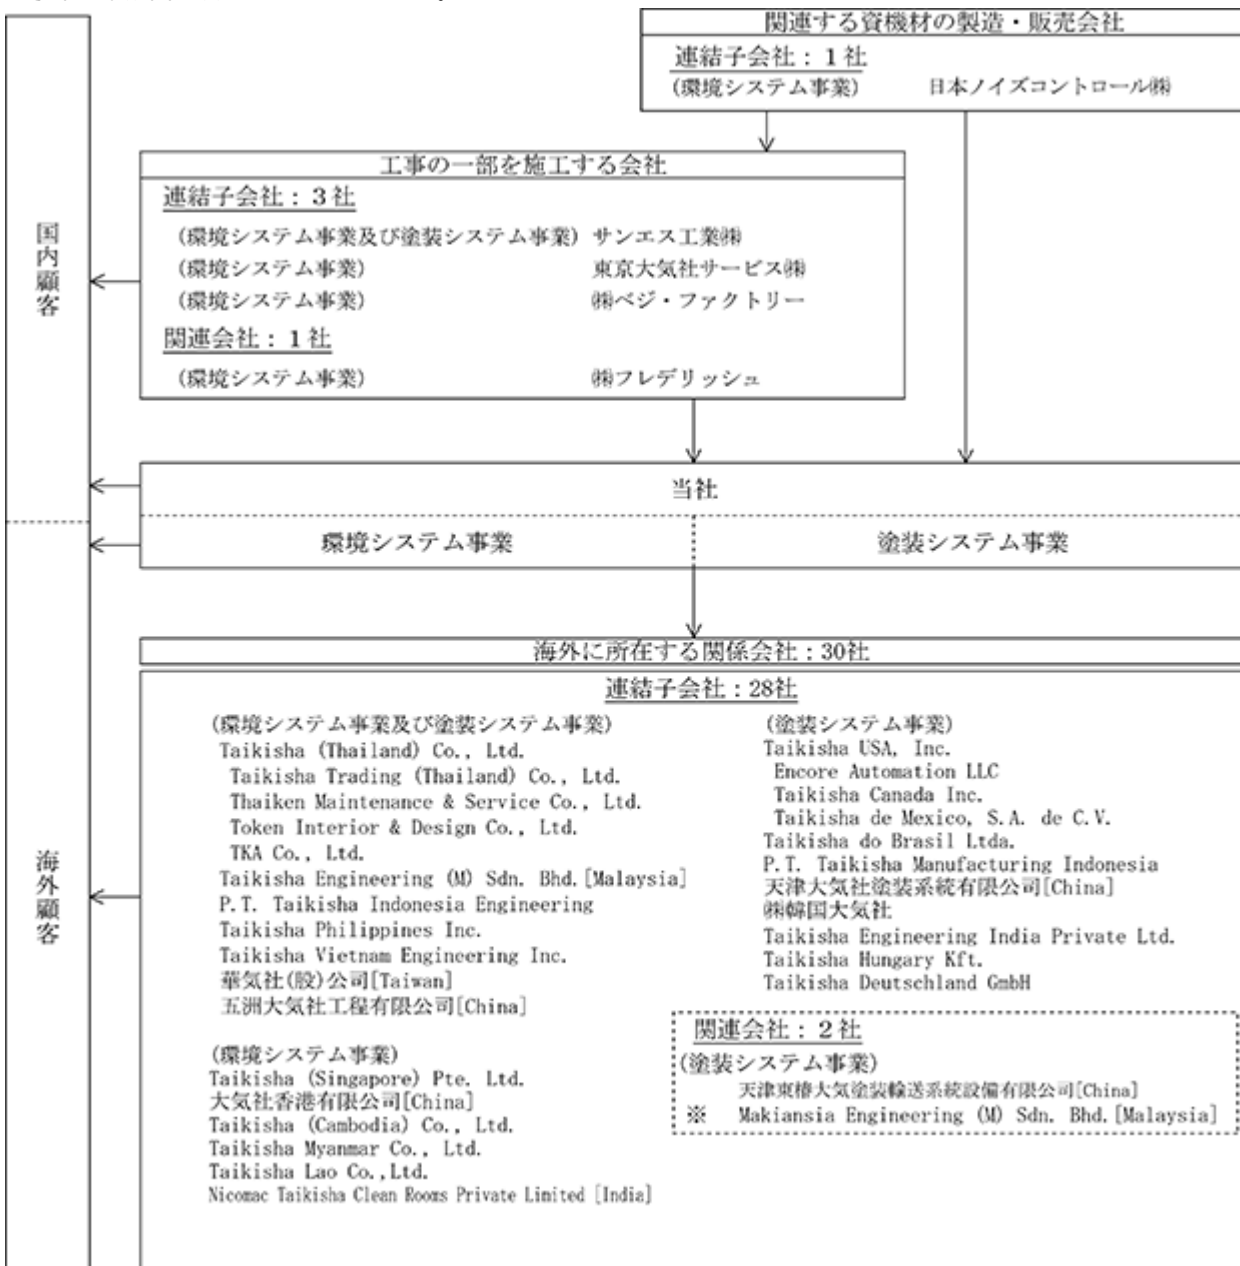 関連する資機材の製造・販売会社
連結子会社：１社
(環境システム事業) 日本ノイズコントロール㈱
工事の一部を施工する会社
連結子会社：３社
(環境システム事業及び塗装システム事業) サンエス工業㈱
(環境システム事業) 東京大気社サービス㈱
(環境システム事業) ㈱ベジ・ファクトリー
関連会社：１社
(環境システム事業) ㈱フレデリッシュ
国内顧客
当社
環境システム事業 塗装システム事業
海外に所在する関係会社：30社
連結子会社：28社
(環境システム事業及び塗装システム事業)
Taikisha (Thailand) Co., Ltd.
Taikisha Trading (Thailand) Co., Ltd.
Thaiken Maintenance & Service Co., Ltd.
Token Interior & Design Co., Ltd.
TKA Co., Ltd.
Taikisha Engineering (M) Sdn. Bhd.[Malaysia]
P.T. Taikisha Indonesia Engineering
Taikisha Philippines Inc.
Taikisha Vietnam Engineering Inc.
華気社(股)公司[Taiwan]
五洲大気社工程有限公司[China]
(環境システム事業)
Taikisha (Singapore) Pte. Ltd.
大気社香港有限公司[China]
Taikisha (Cambodia) Co., Ltd.
Taikisha Myanmar Co., Ltd.
Taikisha Lao Co.,Ltd.
Nicomac Taikisha Clean Rooms Private Limited [India]
(塗装システム事業)
Taikisha USA, Inc.
Encore Automation LLC
Taikisha Canada Inc.
Taikisha de Mexico, S.A. de C.V.
Taikisha do Brasil Ltda.
P.T. Taikisha Manufacturing Indonesia
天津大気社塗装系統有限公司[China]
㈱韓国大気社
Taikisha Engineering India Private Ltd.
Taikisha Hungary Kft.
Taikisha Deutschland GmbH
関連会社：２社
(塗装システム事業)
天津東椿大気塗装輸送系統設備有限公司[China]
※ Makiansia Engineering (M) Sdn. Bhd.[Malaysia]
海外顧客